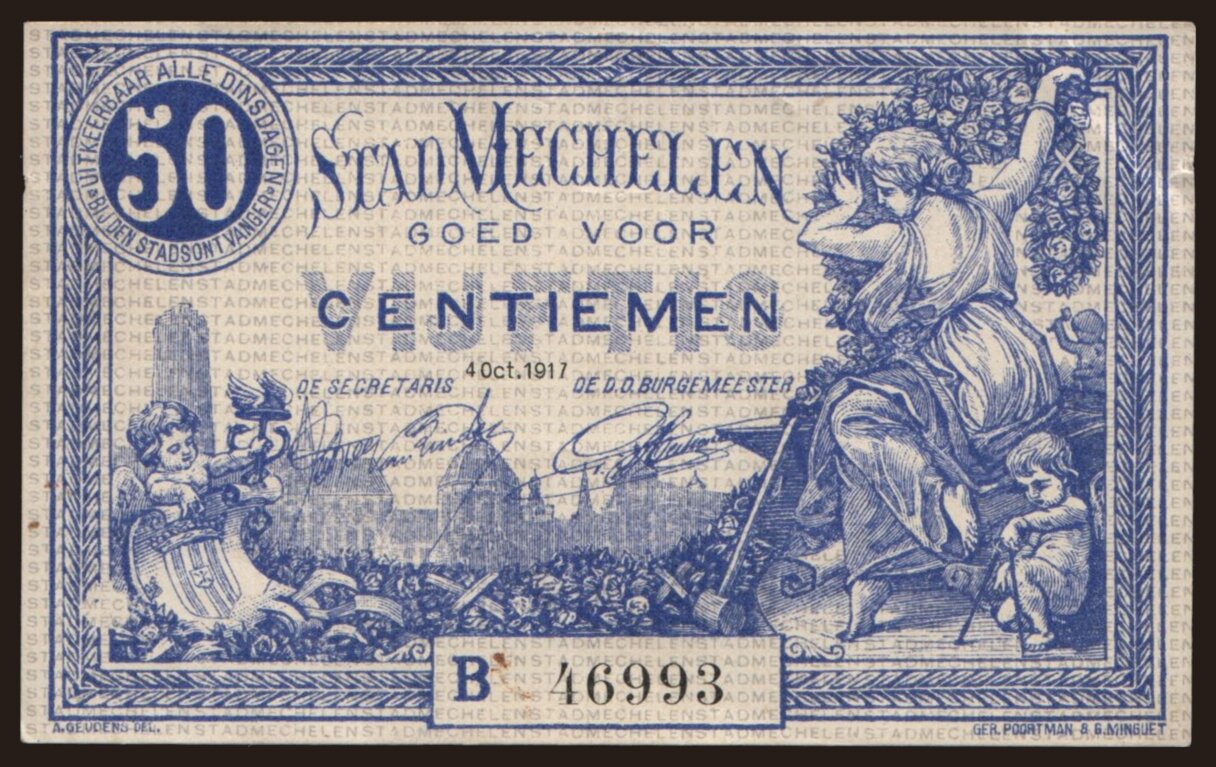 UITKEERBAAR ALLE DINSDAGEN
BIJ DEN STADSONTVANGER
50
STAD MECHELEN
GOED VOOR
VIJFTIG
CENTIEMEN
4 Oct. 1917
DE SECRETARIS
DE D.D. BURGEMEESTER
B 46993
A. GEUDENS DEL.
GEB. POORTMAN & G. MINGUET